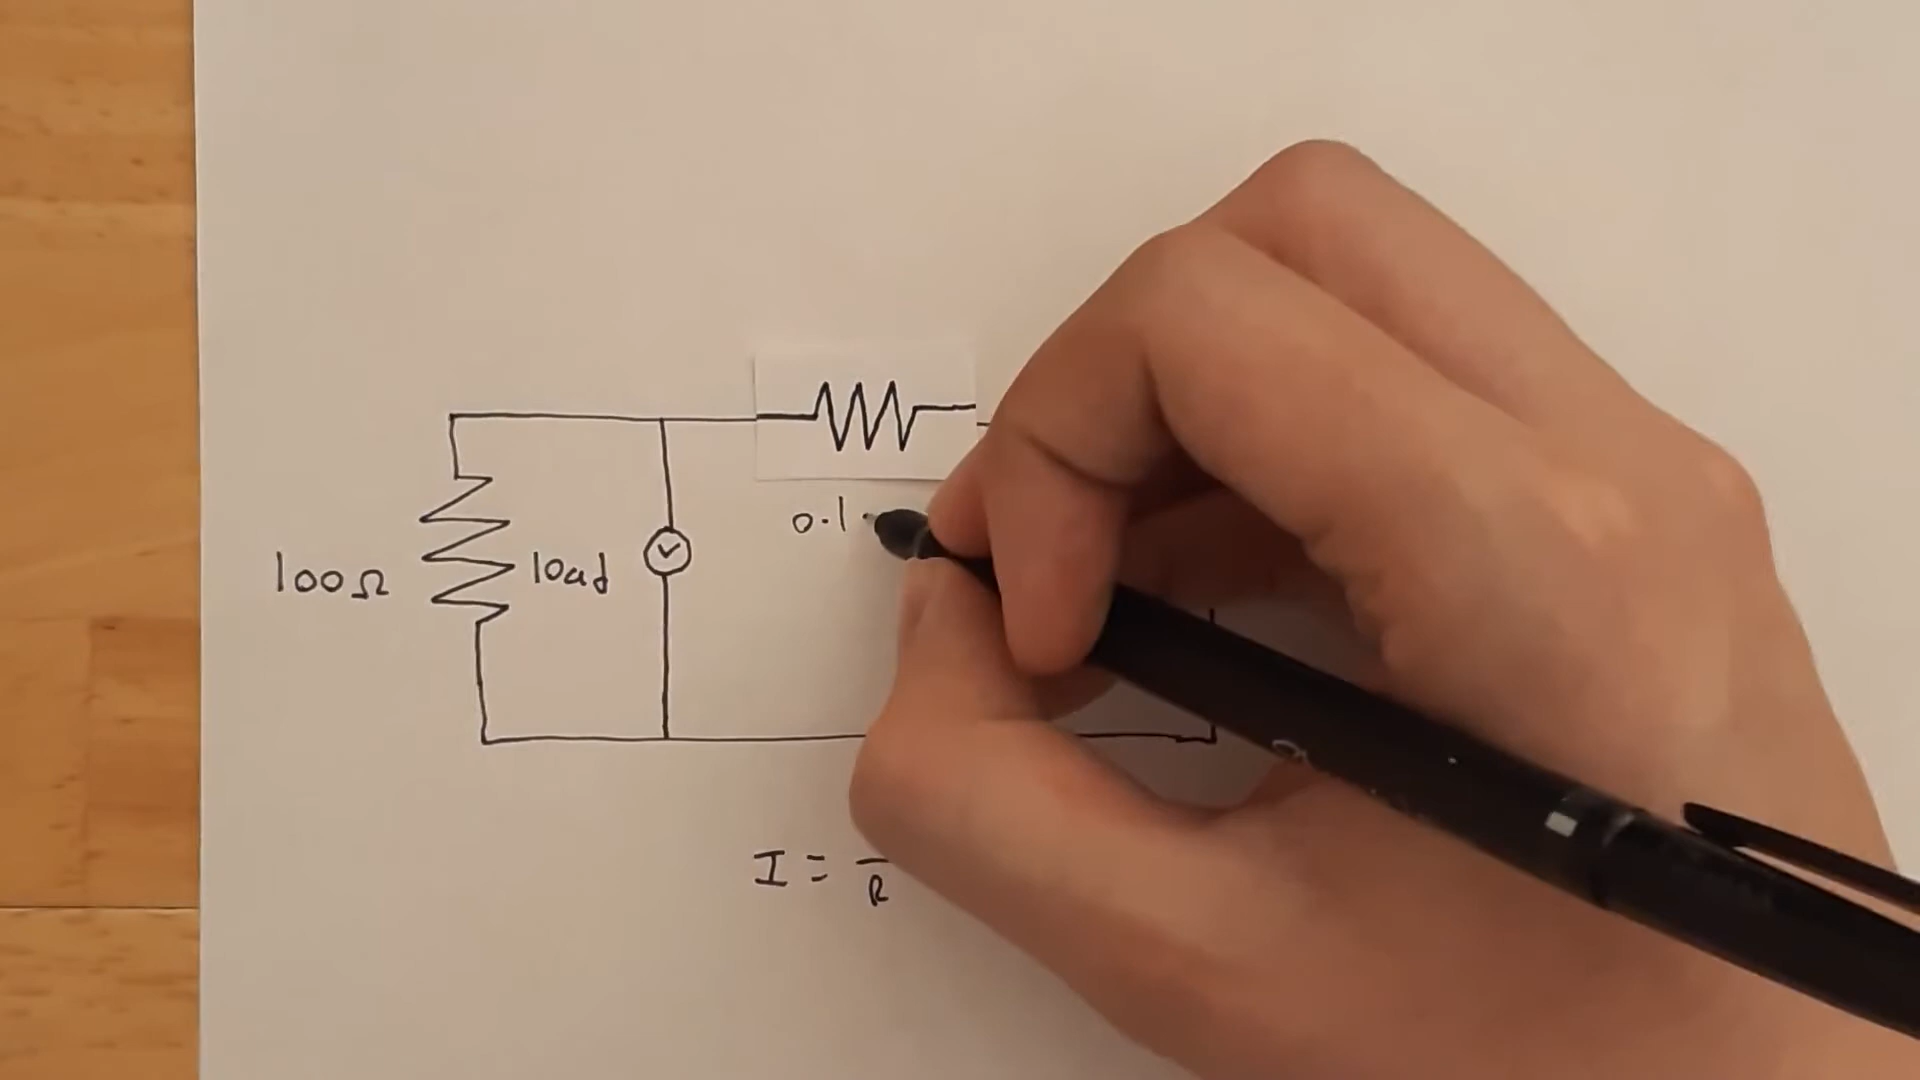 0.1
100Ω load
V
I = —
R